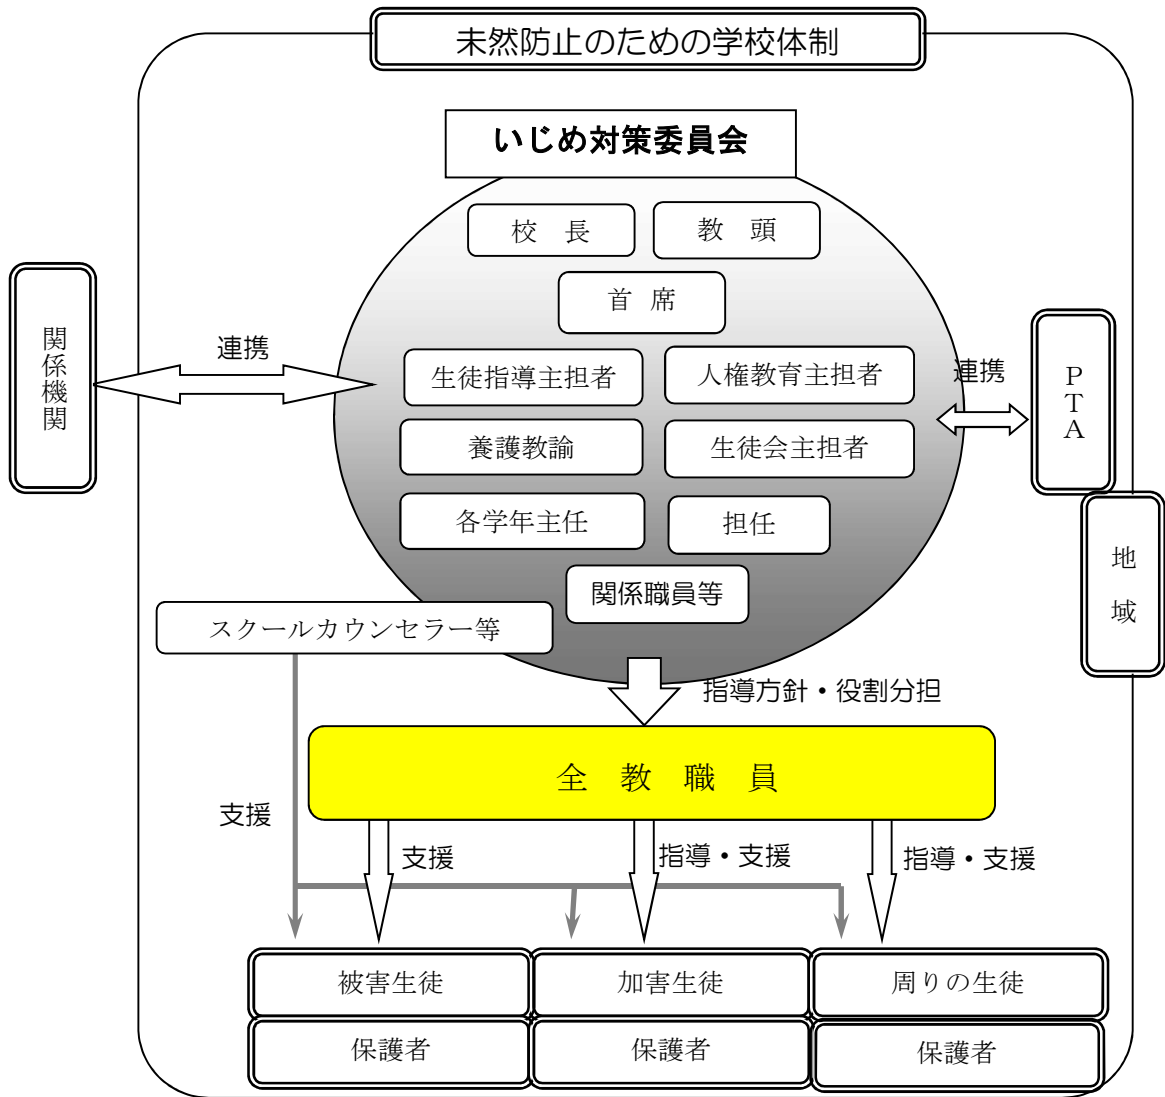 未然防止のための学校体制
いじめ対策委員会
校　長
教　頭
首 席
生徒指導主担者
人権教育主担者
養護教諭
生徒会主担者
各学年主任
担任
関係職員等
スクールカウンセラー等
関係機関
連携
連携
PTA
地域
指導方針・役割分担
全　教　職　員
支援
支援
指導・支援
指導・支援
被害生徒
加害生徒
周りの生徒
保護者
保護者
保護者